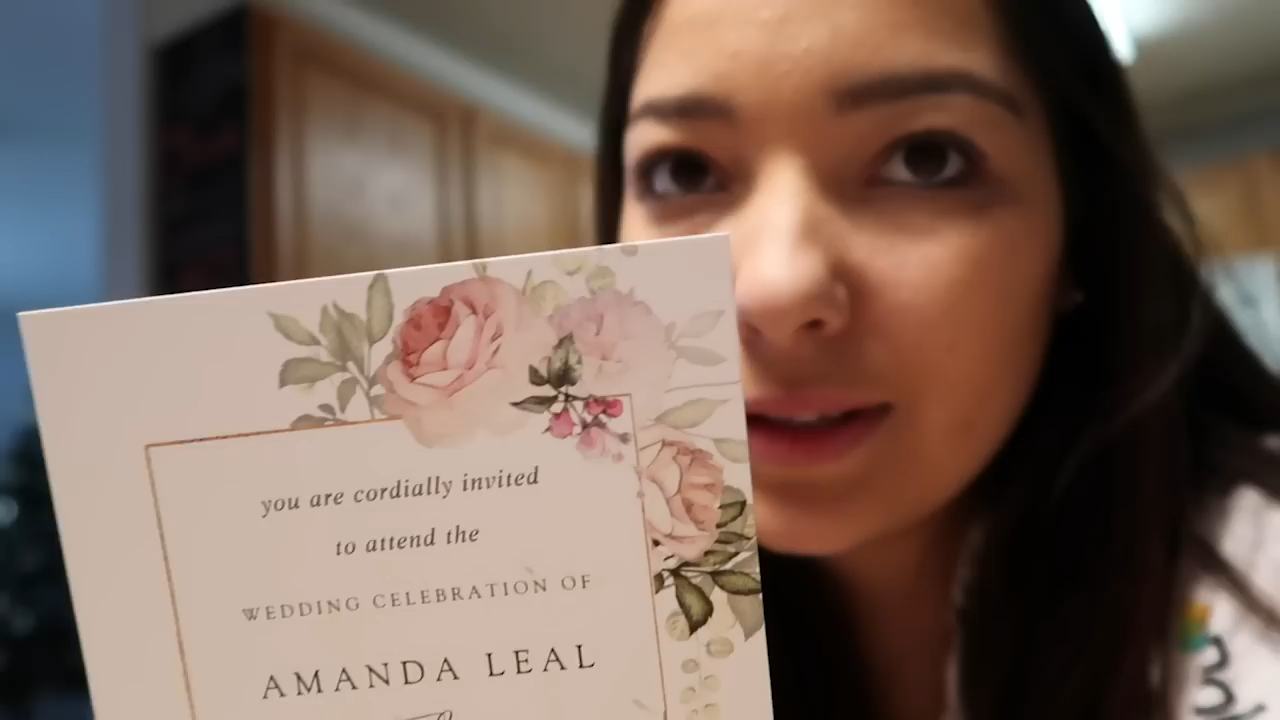 you are cordially invited
to attend the
WEDDING CELEBRATION OF
AMANDA LEAL